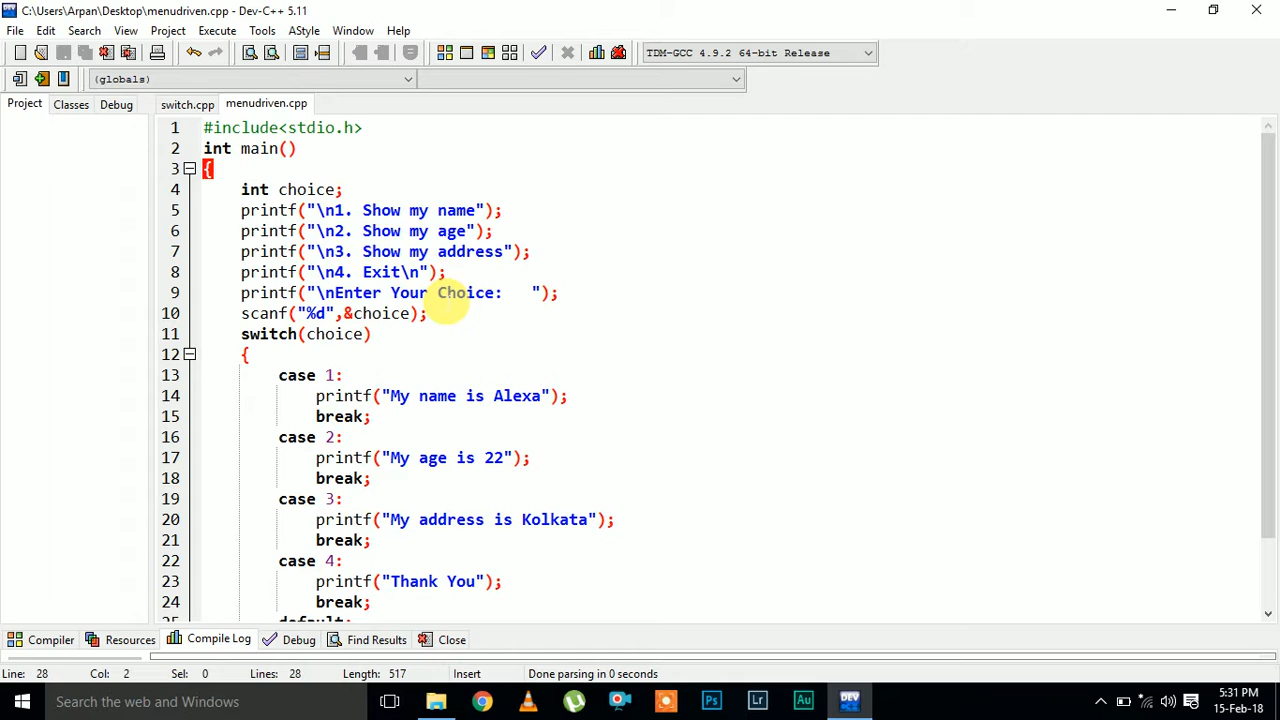 C:\Users\Arpan\Desktop\menudriven.cpp - Dev-C++ 5.11
File Edit Search View Project Execute Tools AStyle Window Help
TDM-GCC 4.9.2 64-bit Release
(globals)
Project Classes Debug switch.cpp menudriven.cpp
1 #include<stdio.h>
2 int main()
3 {
4 int choice;
5 printf("\n1. Show my name");
6 printf("\n2. Show my age");
7 printf("\n3. Show my address");
8 printf("\n4. Exit\n");
9 printf("\nEnter Your Choice:   ");
10 scanf("%d",&choice);
11 switch(choice)
12 {
13 case 1:
14 printf("My name is Alexa");
15 break;
16 case 2:
17 printf("My age is 22");
18 break;
19 case 3:
20 printf("My address is Kolkata");
21 break;
22 case 4:
23 printf("Thank You");
24 break;
25 default:
Compiler Resources Compile Log Debug Find Results Close
Line: 28 Col: 2 Sel: 0 Lines: 28 Length: 517 Insert Done parsing in 0 seconds
Search the web and Windows
Ps Lr Au DEV
5:31 PM
15-Feb-18